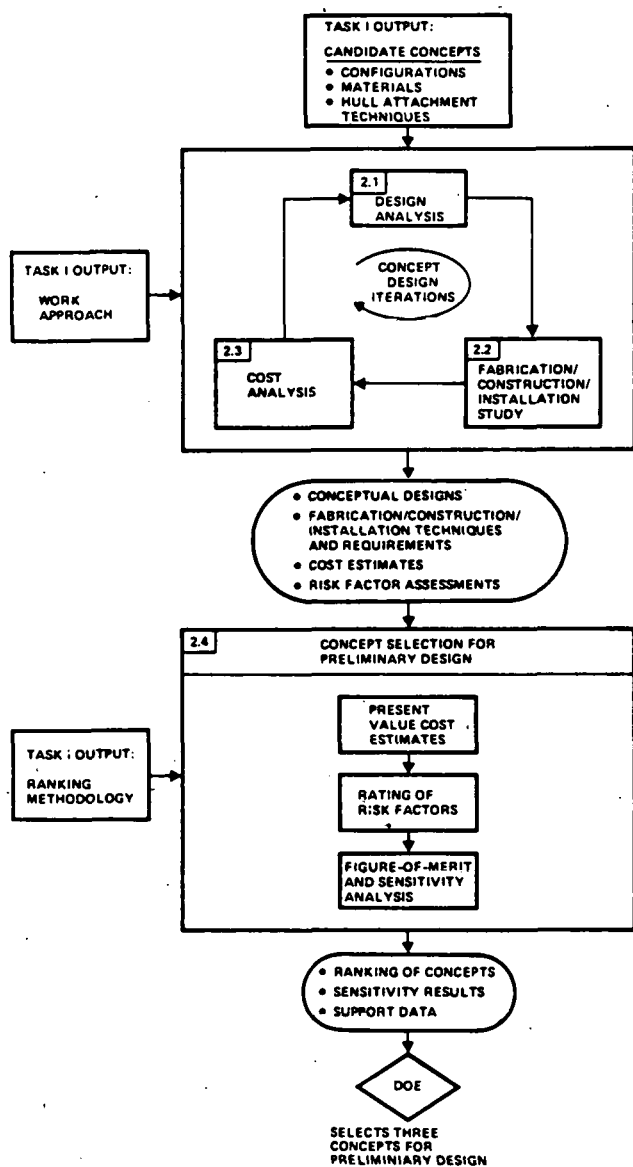 TASK I OUTPUT:
CANDIDATE CONCEPTS
• CONFIGURATIONS
• MATERIALS
• HULL ATTACHMENT
TECHNIQUES
2.1
DESIGN
ANALYSIS
TASK I OUTPUT:
WORK
APPROACH
CONCEPT
DESIGN
ITERATIONS
2.3
COST
ANALYSIS
2.2
FABRICATION/
CONSTRUCTION/
INSTALLATION
STUDY
• CONCEPTUAL DESIGNS
• FABRICATION/CONSTRUCTION/
INSTALLATION TECHNIQUES
AND REQUIREMENTS
• COST ESTIMATES
• RISK FACTOR ASSESSMENTS
2.4
CONCEPT SELECTION FOR
PRELIMINARY DESIGN
PRESENT
VALUE COST
ESTIMATES
TASK I OUTPUT:
RANKING
METHODOLOGY
RATING OF
RISK FACTORS
FIGURE-OF-MERIT
AND SENSITIVITY
ANALYSIS
• RANKING OF CONCEPTS
• SENSITIVITY RESULTS
• SUPPORT DATA
DOE
SELECTS THREE
CONCEPTS FOR
PRELIMINIARY DESIGN